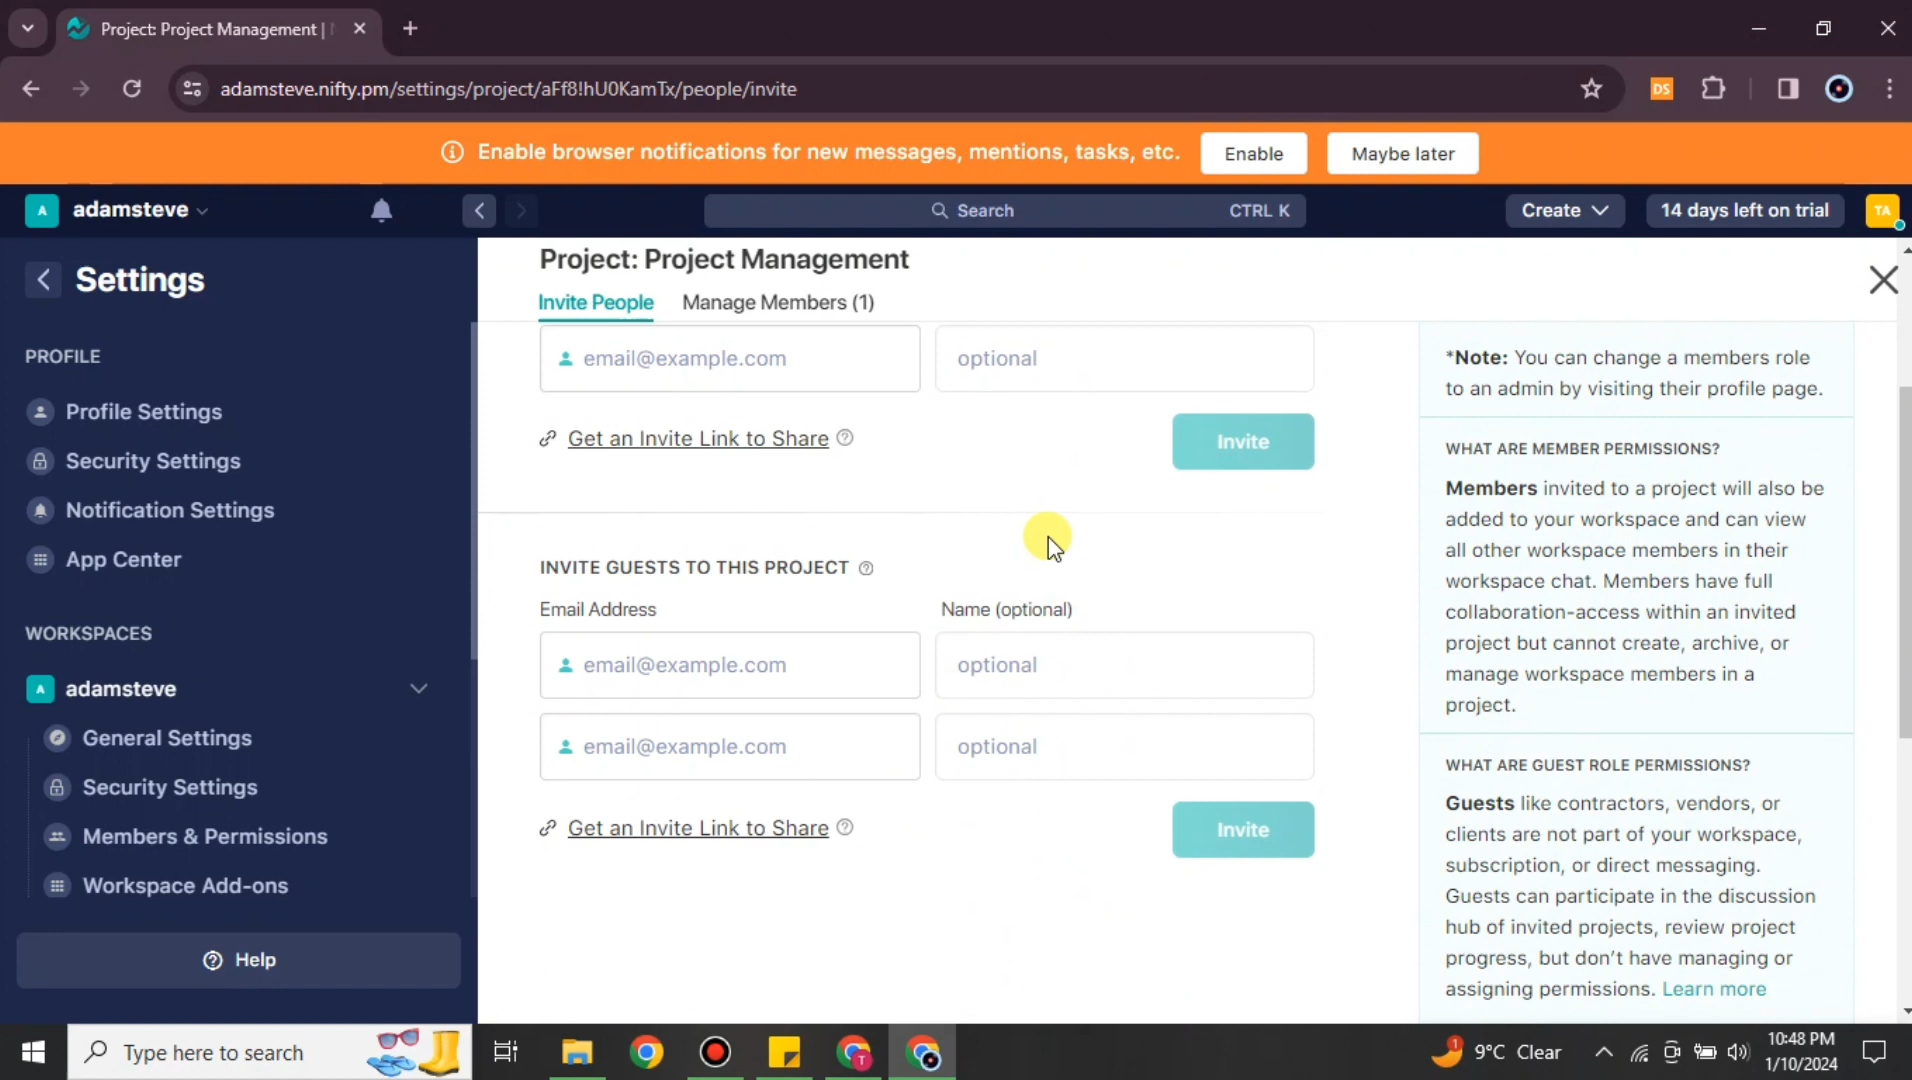 Project: Project Management |
adamsteve.nifty.pm/settings/project/aFf8!hU0KamTx/people/invite
DS
Enable browser notifications for new messages, mentions, tasks, etc.
Enable
Maybe later
A
adamsteve
Search
CTRL K
Create
14 days left on trial
TA
Settings
PROFILE
Profile Settings
Security Settings
Notification Settings
App Center
WORKSPACES
A
adamsteve
General Settings
Security Settings
Members & Permissions
Workspace Add-ons
Help
Project: Project Management
Invite People
Manage Members (1)
email@example.com
optional
Get an Invite Link to Share
Invite
INVITE GUESTS TO THIS PROJECT
Email Address
Name (optional)
email@example.com
optional
email@example.com
optional
Get an Invite Link to Share
Invite
*Note: You can change a members role
to an admin by visiting their profile page.
WHAT ARE MEMBER PERMISSIONS?
Members invited to a project will also be
added to your workspace and can view
all other workspace members in their
workspace chat. Members have full
collaboration-access within an invited
project but cannot create, archive, or
manage workspace members in a
project.
WHAT ARE GUEST ROLE PERMISSIONS?
Guests like contractors, vendors, or
clients are not part of your workspace,
subscription, or direct messaging.
Guests can participate in the discussion
hub of invited projects, review project
progress, but don't have managing or
assigning permissions. Learn more
Type here to search
T
1
9°C Clear
10:48 PM
1/10/2024